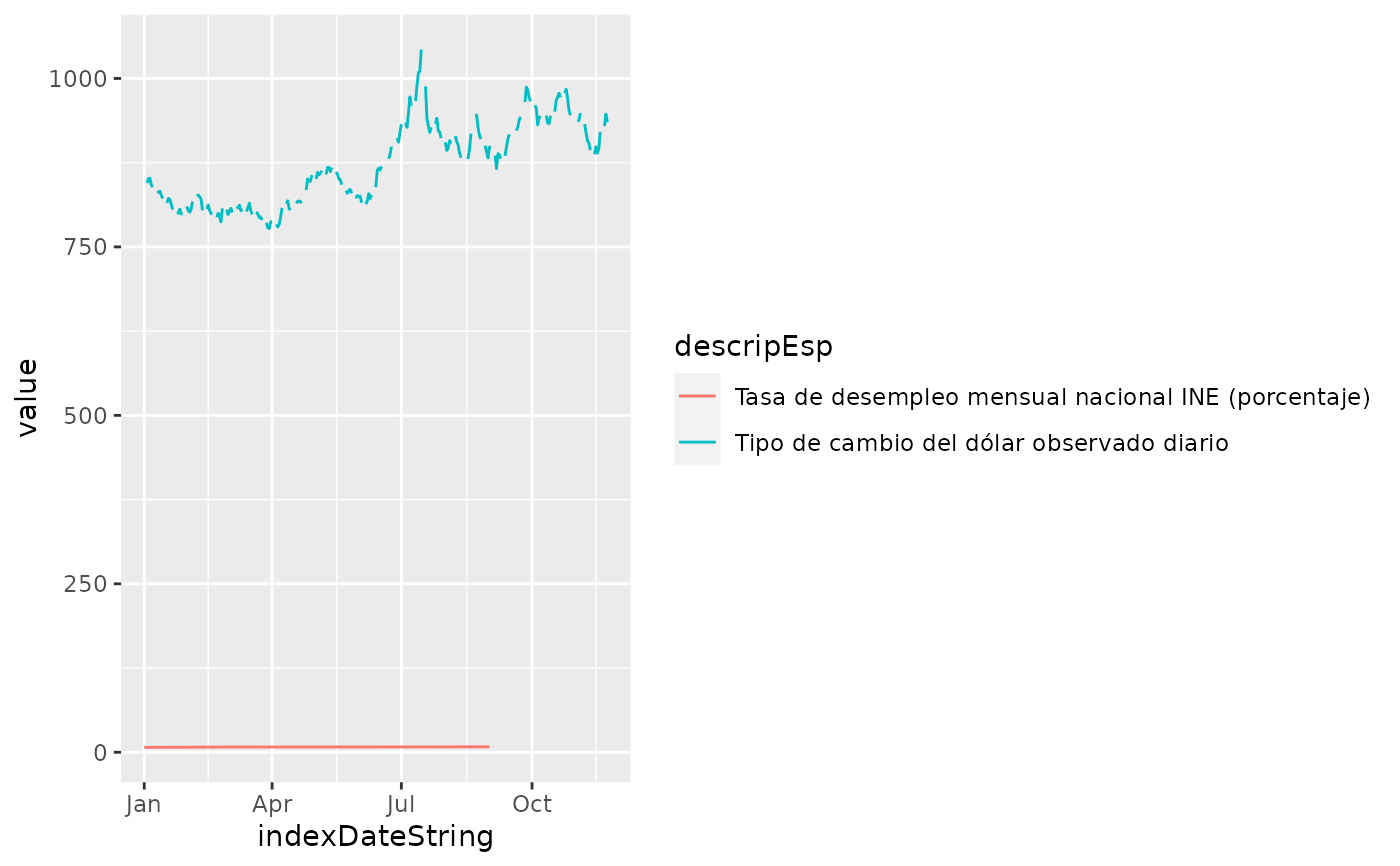 1000
750
500
250
0
value
Jan Apr Jul Oct
indexDateString
descripEsp
Tasa de desempleo mensual nacional INE (porcentaje)
Tipo de cambio del dólar observado diario